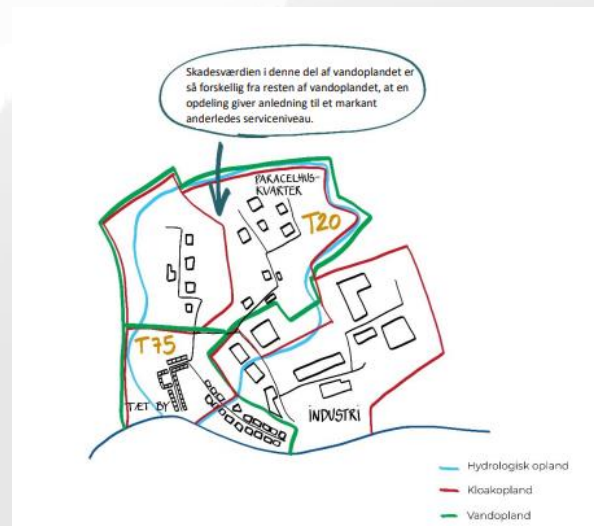 Skadesværdien i denne del af vandoplandet er
så forskellig fra resten af vandoplandet, at en
opdeling giver anledning til et markant
anderledes serviceniveau.
PARACELHUS-
KVARTER
T20
T75
TÆT BY
INDUSTRI
Hydrologisk opland
Kloakopland
Vandopland